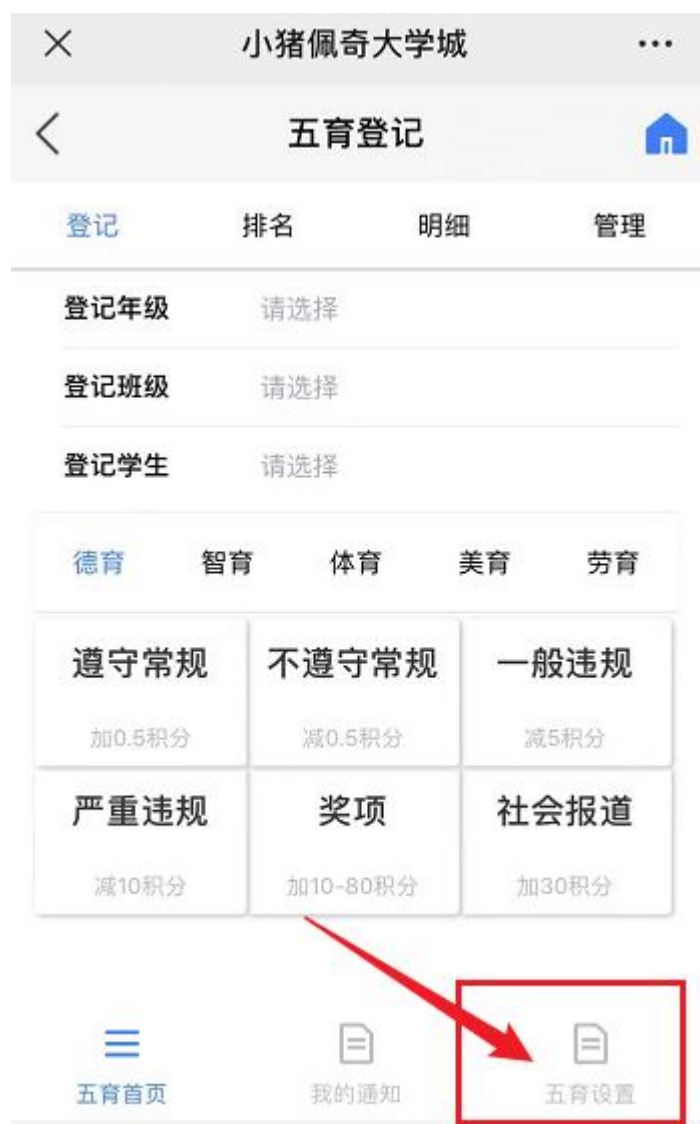 小猪佩奇大学城
五育登记
登记 排名 明细 管理
登记年级 请选择
登记班级 请选择
登记学生 请选择
德育 智育 体育 美育 劳育
遵守常规 不遵守常规 一般违规
加0.5积分 减0.5积分 减5积分
严重违规 奖项 社会报道
减10积分 加10-80积分 加30积分
五育首页 我的通知 五育设置